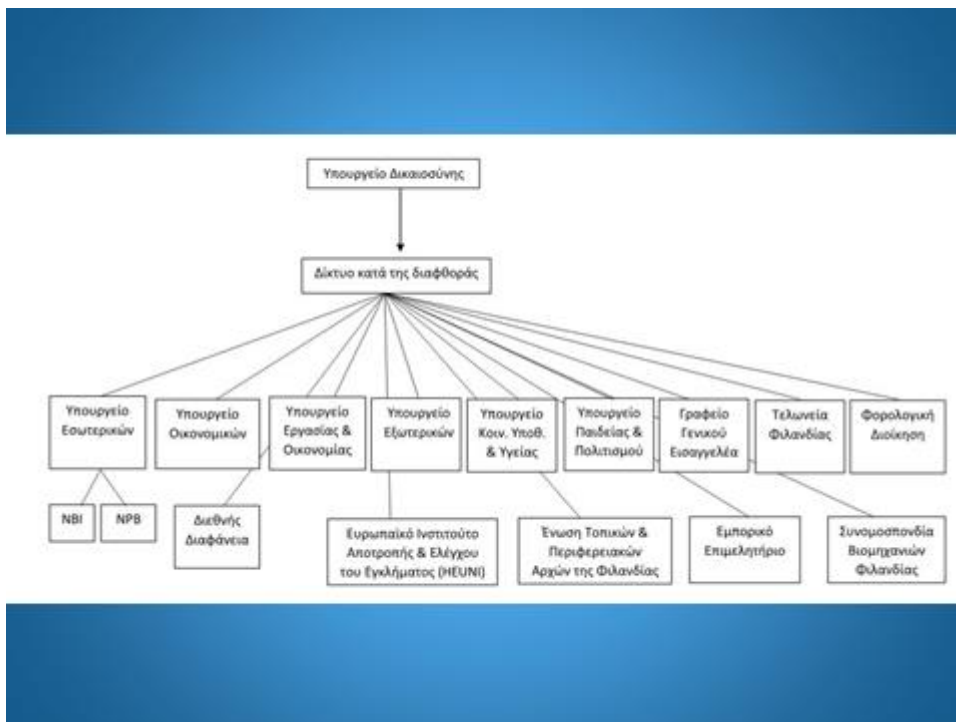 Υπουργείο Δικαιοσύνης
Δίκτυο κατά της διαφθοράς
Υπουργείο
Εσωτερικών
Υπουργείο
Οικονομικών
Υπουργείο
Εργασίας &
Οικονομίας
Υπουργείο
Εξωτερικών
Υπουργείο
Κοιν. Υποθ.
& Υγείας
Υπουργείο
Παιδείας &
Πολιτισμού
Γραφείο
Γενικού
Εισαγγελέα
Τελωνεία
Φιλανδίας
Φορολογική
Διοίκηση
NBI
NPB
Διεθνής
Διαφάνεια
Ευρωπαϊκό Ινστιτούτο
Αποτροπής & Ελέγχου
του Εγκλήματος (HEUNI)
Ένωση Τοπικών &
Περιφερειακών
Αρχών της Φιλανδίας
Εμπορικό
Επιμελητήριο
Συνομοσπονδία
Βιομηχανιών
Φιλανδίας